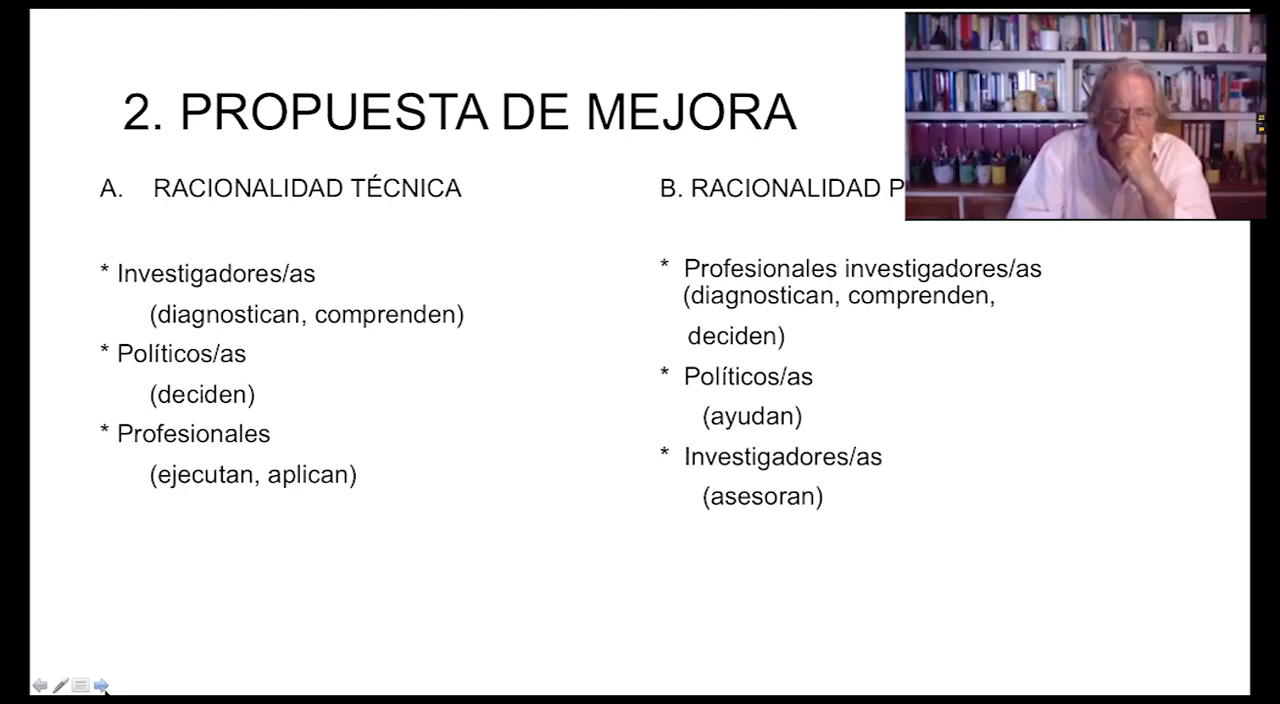 2. PROPUESTA DE MEJORA
A. RACIONALIDAD TÉCNICA
* Investigadores/as
(diagnostican, comprenden)
* Políticos/as
(deciden)
* Profesionales
(ejecutan, aplican)
B. RACIONALIDAD P
* Profesionales investigadores/as
(diagnostican, comprenden,
deciden)
* Políticos/as
(ayudan)
* Investigadores/as
(asesoran)